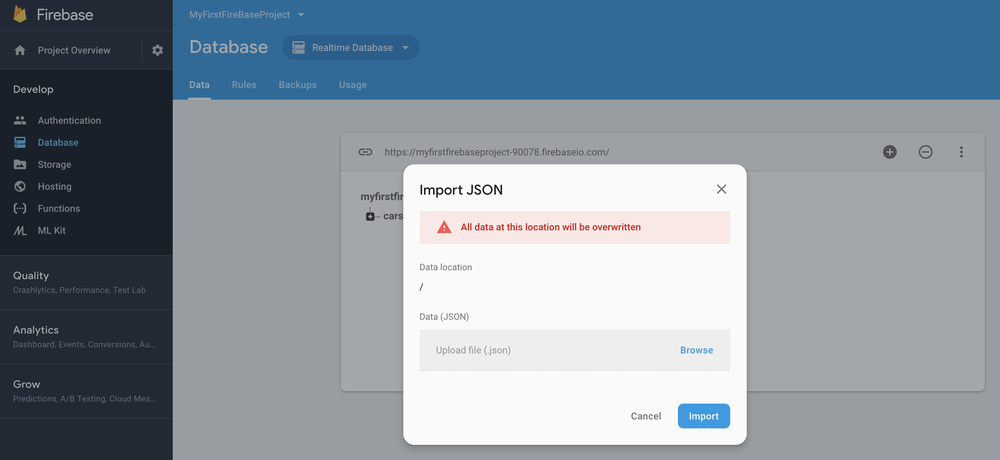 Firebase
Project Overview
Develop
Authentication
Database
Storage
Hosting
Functions
ML Kit
Quality
Crashlytics, Performance, Test Lab
Analytics
Dashboard, Events, Conversions, Au...
Grow
Predictions, A/B Testing, Cloud Mes...
MyFirstFireBaseProject
Database
Realtime Database
Data Rules Backups Usage
https://myfirstfirebaseproject-90078.firebaseio.com/
myfirstfir
cars
Import JSON
All data at this location will be overwritten
Data location
/
Data (JSON)
Upload file (.json) Browse
Cancel Import